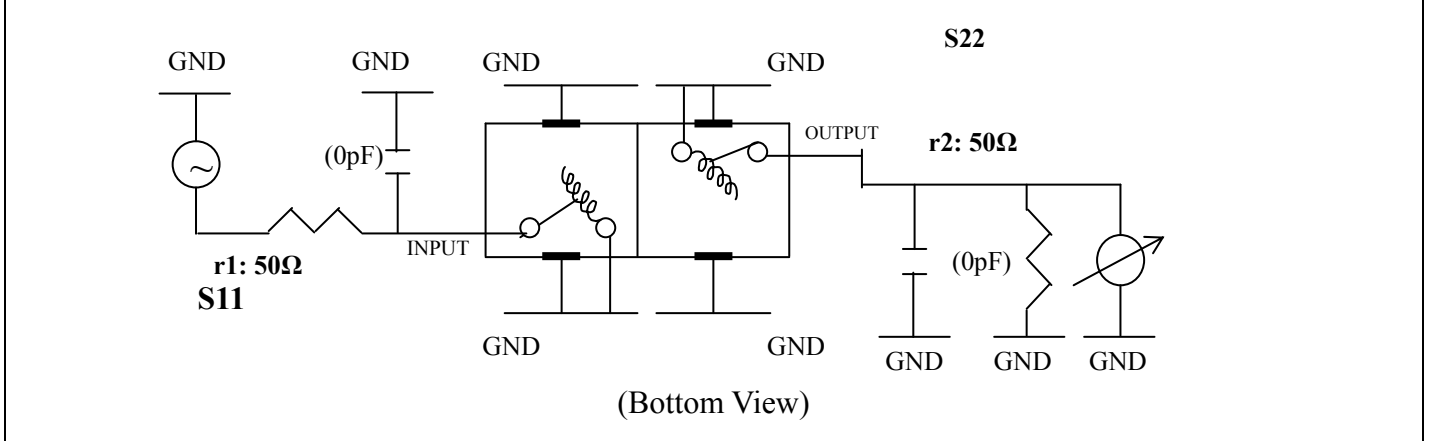 S22
GND
GND
GND
GND
(0pF)
OUTPUT
r2: 50Ω
INPUT
r1: 50Ω
S11
(0pF)
GND
GND
GND
GND
GND
(Bottom View)